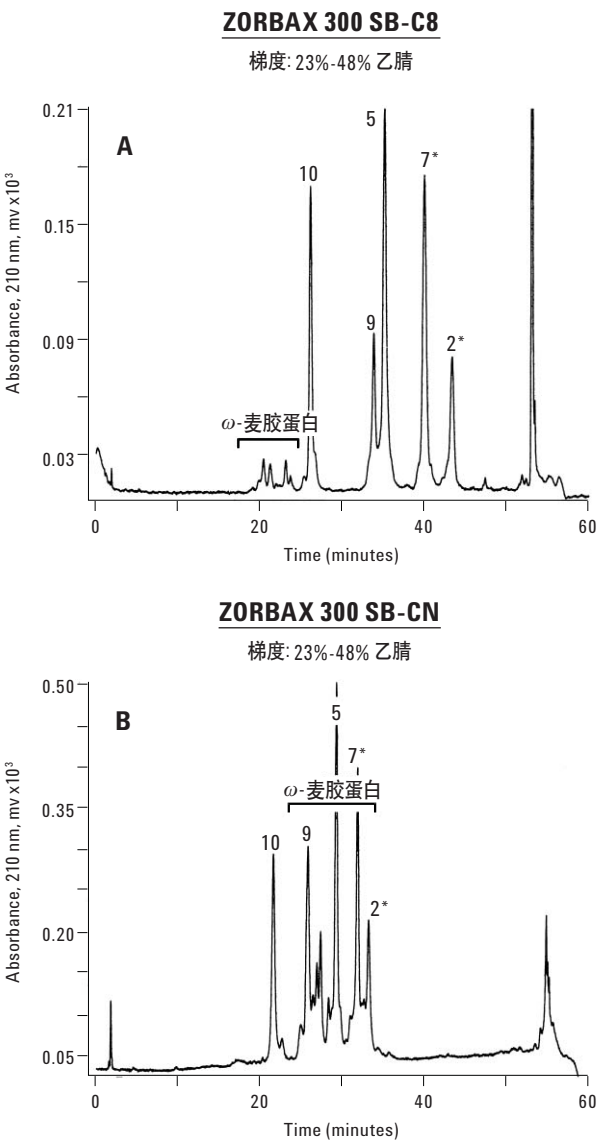 ZORBAX 300 SB-C8
梯度: 23%-48% 乙腈
0.21
0.15
0.09
0.03
Absorbance, 210 nm, mv x10³
A
10
5
9
7*
2*
ω-麦胶蛋白
0
20
40
60
Time (minutes)
ZORBAX 300 SB-CN
梯度: 23%-48% 乙腈
0.50
0.35
0.20
0.05
Absorbance, 210 nm, mv x10³
B
5
7*
ω-麦胶蛋白
10
9
2*
0
20
40
60
Time (minutes)